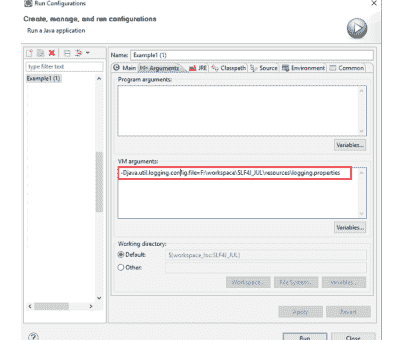 Run Configurations
Create, manage, and run configurations
Run a Java application
type filter text
Example1 (1)
Name: Example1 (1)
Main (x)= Arguments JRE Classpath Source Environment Common
Program arguments:
Variables...
VM arguments:
-Djava.util.logging.config.file=F:\workspace\SLF4J_JUL\resources\logging.properties
Variables...
Working directory:
Default: ${workspace_loc:SLF4J_JUL}
Other:
Workspace... File System... Variables...
Apply Revert
Run Close